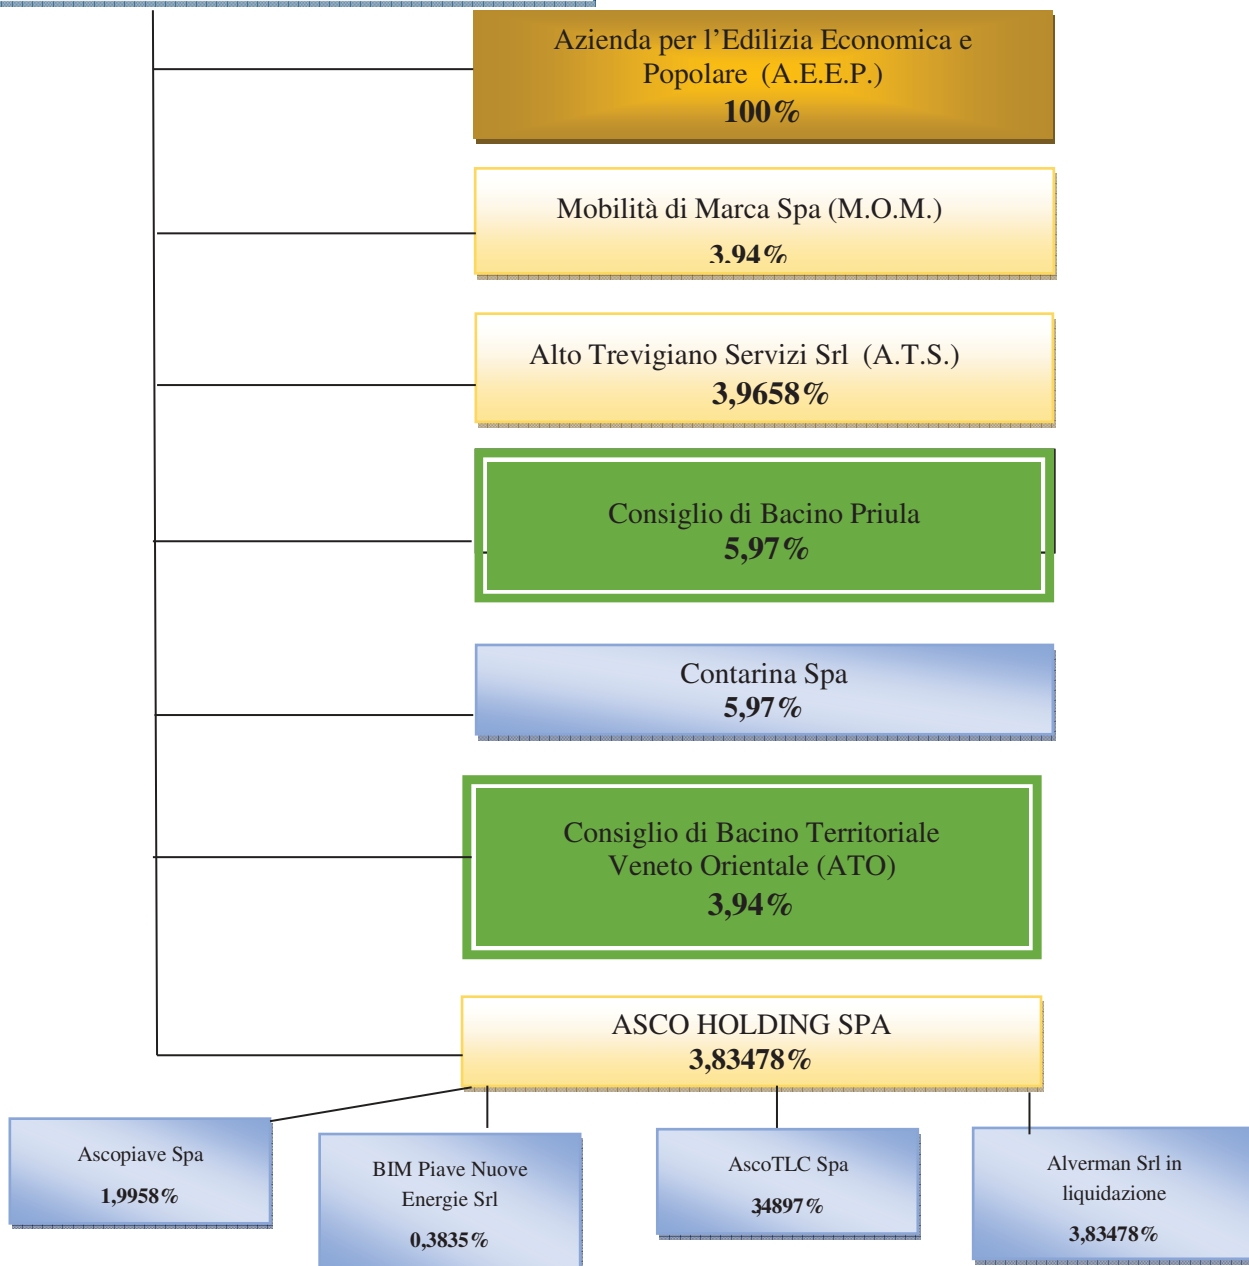 Azienda per l’Edilizia Economica e
Popolare (A.E.E.P.)
100%
Mobilità di Marca Spa (M.O.M.)
3,94%
Alto Trevigiano Servizi Srl (A.T.S.)
3,9658%
Consiglio di Bacino Priula
5,97%
Contarina Spa
5,97%
Consiglio di Bacino Territoriale
Veneto Orientale (ATO)
3,94%
ASCO HOLDING SPA
3,83478%
Ascopiave Spa
1,9958%
BIM Piave Nuove
Energie Srl
0,3835%
AscoTLC Spa
3,4897%
Alverman Srl in
liquidazione
3,83478%